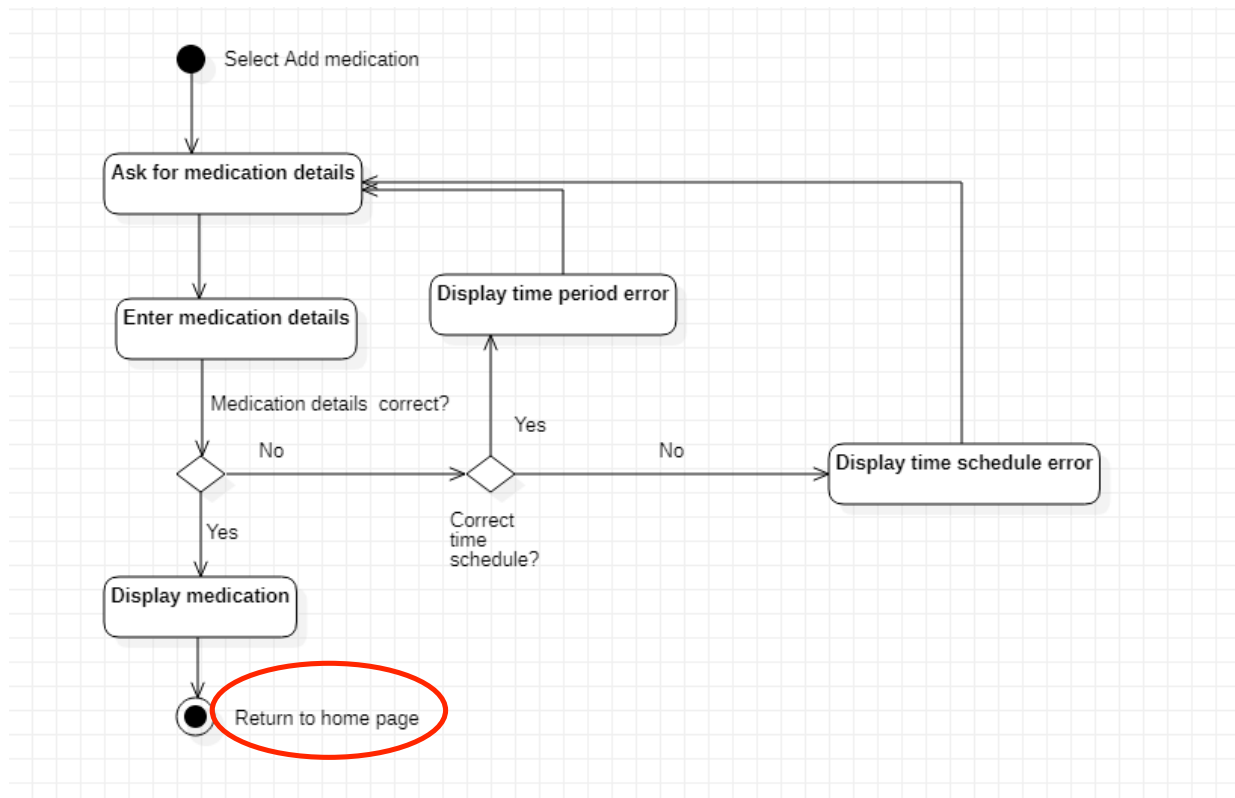 Select Add medication
Ask for medication details
Display time period error
Enter medication details
Medication details correct?
Yes
No
No
Display time schedule error
Correct
time
schedule?
Yes
Display medication
Return to home page